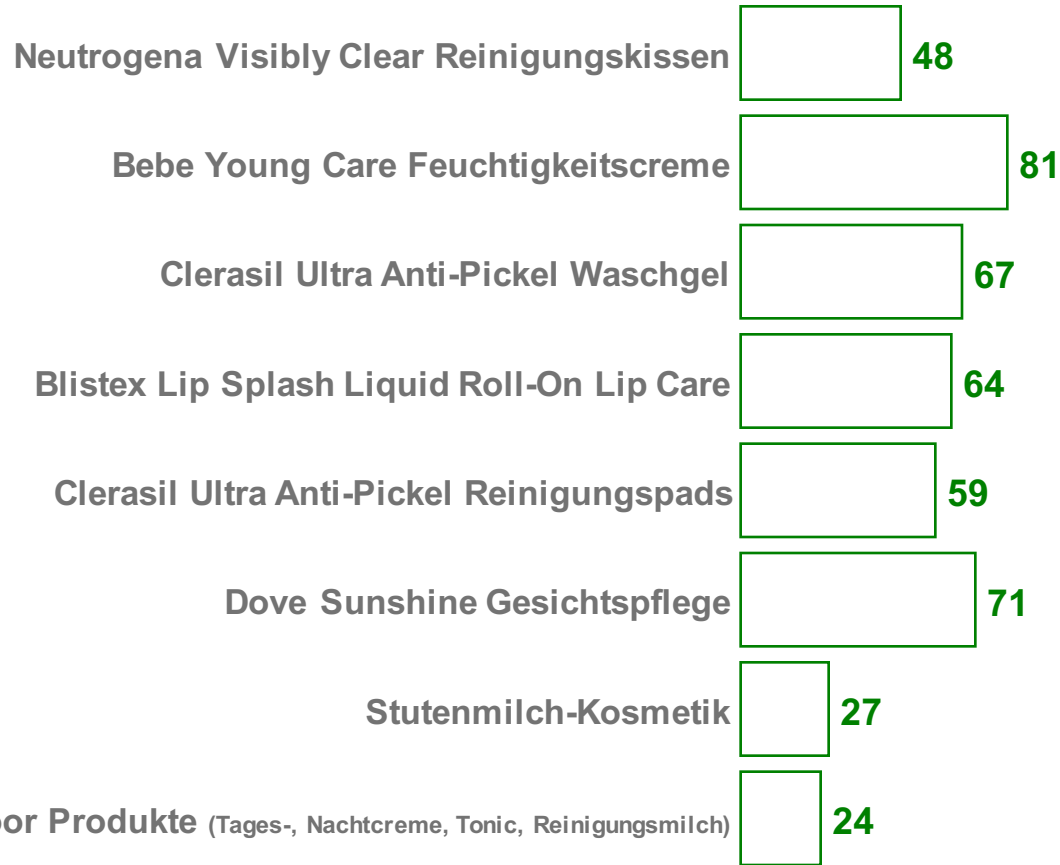 Neutrogena Visibly Clear Reinigungskissen 48
Bebe Young Care Feuchtigkeitscreme 81
Clerasil Ultra Anti-Pickel Waschgel 67
Blistex Lip Splash Liquid Roll-On Lip Care 64
Clerasil Ultra Anti-Pickel Reinigungspads 59
Dove Sunshine Gesichtspflege 71
Stutenmilch-Kosmetik 27
Produkte (Tages-, Nachtcreme, Tonic, Reinigungsmilch) 24